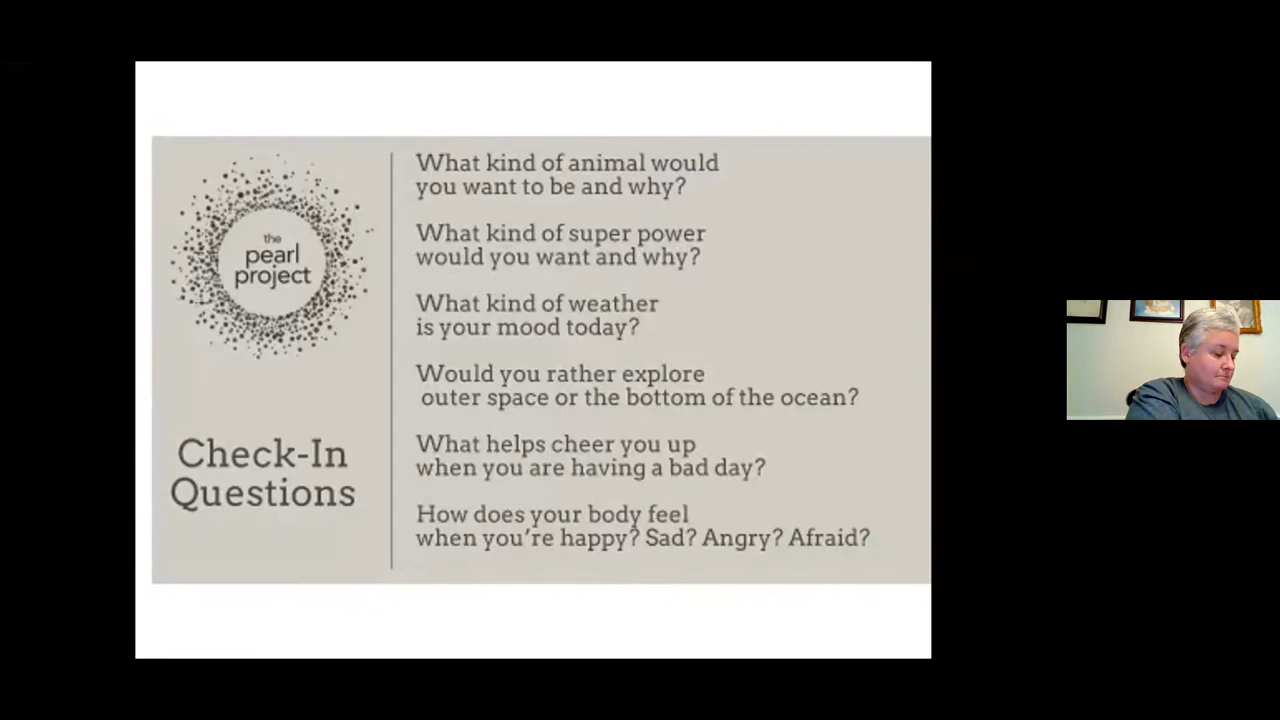 the
pearl
project
Check-In
Questions
What kind of animal would
you want to be and why?
What kind of super power
would you want and why?
What kind of weather
is your mood today?
Would you rather explore
outer space or the bottom of the ocean?
What helps cheer you up
when you are having a bad day?
How does your body feel
when you're happy? Sad? Angry? Afraid?